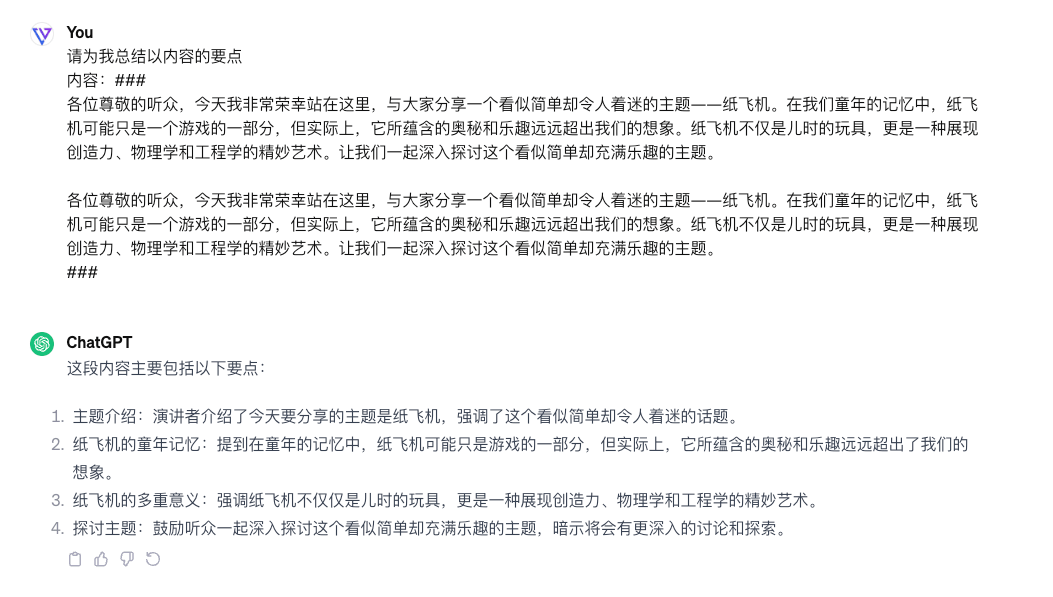 You
请为我总结以内容的要点
内容：###
各位尊敬的听众，今天我非常荣幸站在这里，与大家分享一个看似简单却令人着迷的主题——纸飞机。在我们童年的记忆中，纸飞
机可能只是一个游戏的一部分，但实际上，它所蕴含的奥秘和乐趣远远超出我们的想象。纸飞机不仅是儿时的玩具，更是一种展现
创造力、物理学和工程学的精妙艺术。让我们一起深入探讨这个看似简单却充满乐趣的主题。
各位尊敬的听众，今天我非常荣幸站在这里，与大家分享一个看似简单却令人着迷的主题——纸飞机。在我们童年的记忆中，纸飞
机可能只是一个游戏的一部分，但实际上，它所蕴含的奥秘和乐趣远远超出我们的想象。纸飞机不仅是儿时的玩具，更是一种展现
创造力、物理学和工程学的精妙艺术。让我们一起深入探讨这个看似简单却充满乐趣的主题。
###
ChatGPT
这段内容主要包括以下要点：
1. 主题介绍：演讲者介绍了今天要分享的主题是纸飞机，强调了这个看似简单却令人着迷的话题。
2. 纸飞机的童年记忆：提到在童年的记忆中，纸飞机可能只是游戏的一部分，但实际上，它所蕴含的奥秘和乐趣远远超出了我们的
想象。
3. 纸飞机的多重意义：强调纸飞机不仅仅是儿时的玩具，更是一种展现创造力、物理学和工程学的精妙艺术。
4. 探讨主题：鼓励听众一起深入探讨这个看似简单却充满乐趣的主题，暗示将会有更深入的讨论和探索。